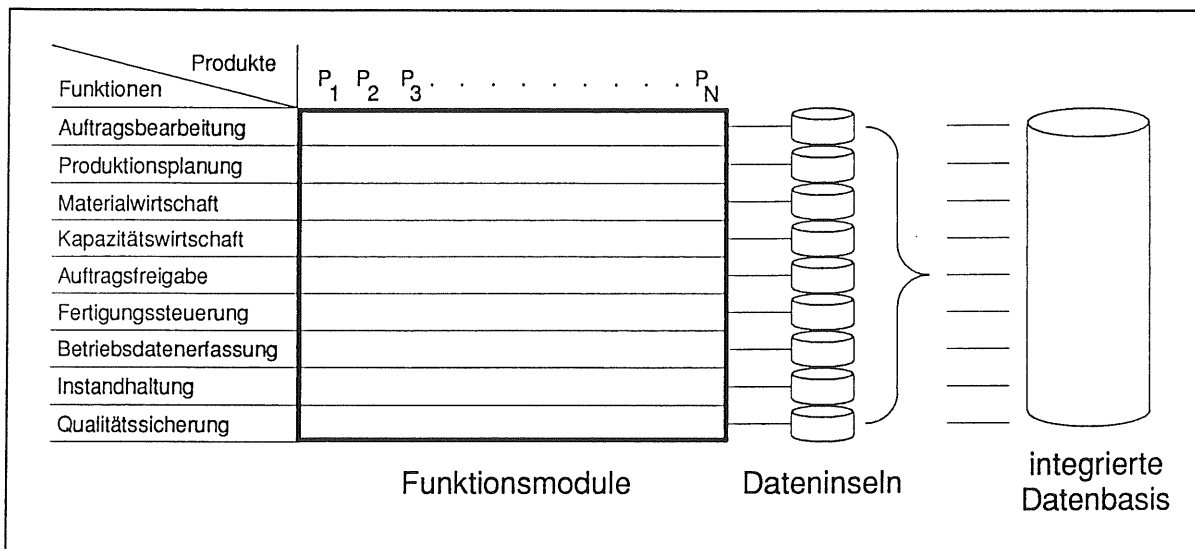 Produkte
Funktionen
P1 P2 P3 . . . . . . . . . PN
Auftragsbearbeitung
Produktionsplanung
Materialwirtschaft
Kapazitätswirtschaft
Auftragsfreigabe
Fertigungssteuerung
Betriebsdatenerfassung
Instandhaltung
Qualitätssicherung
Funktionsmodule
Dateninseln
integrierte
Datenbasis